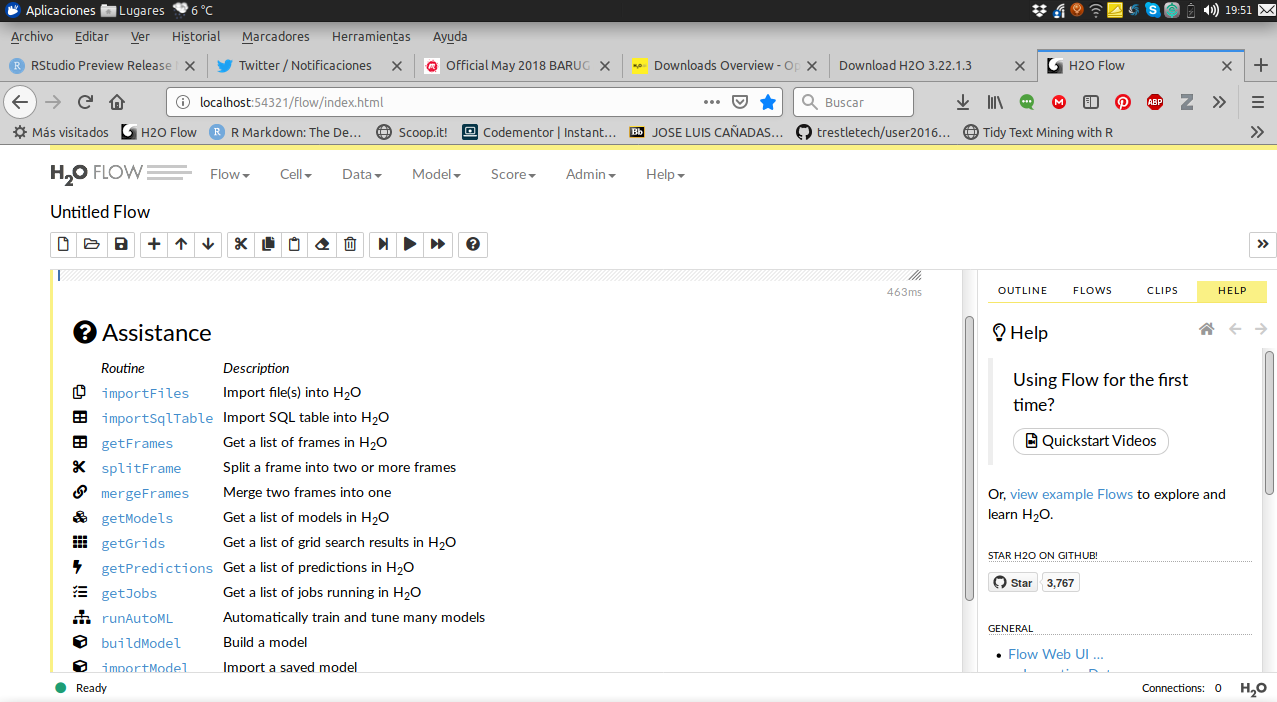 Aplicaciones Lugares 6 °C 19:51
Archivo Editar Ver Historial Marcadores Herramientas Ayuda
RStudio Preview Release Twitter / Notificaciones Official May 2018 BARUG Downloads Overview - Op Download H2O 3.22.1.3 H2O Flow
localhost:54321/flow/index.html Buscar
Más visitados H2O Flow R Markdown: The De... Scoop.it! Codementor | Instant... JOSE LUIS CAÑADAS... trestletech/user2016... Tidy Text Mining with R
H2O FLOW Flow Cell Data Model Score Admin Help
Untitled Flow
463ms
Assistance
Routine Description
importFiles Import file(s) into H2O
importSqlTable Import SQL table into H2O
getFrames Get a list of frames in H2O
splitFrame Split a frame into two or more frames
mergeFrames Merge two frames into one
getModels Get a list of models in H2O
getGrids Get a list of grid search results in H2O
getPredictions Get a list of predictions in H2O
getJobs Get a list of jobs running in H2O
runAutoML Automatically train and tune many models
buildModel Build a model
importModel Import a saved model
OUTLINE FLOWS CLIPS HELP
Help
Using Flow for the first
time?
Quickstart Videos
Or, view example Flows to explore and
learn H2O.
STAR H2O ON GITHUB!
Star 3,767
GENERAL
Flow Web UI ...
Ready Connections: 0 H2O